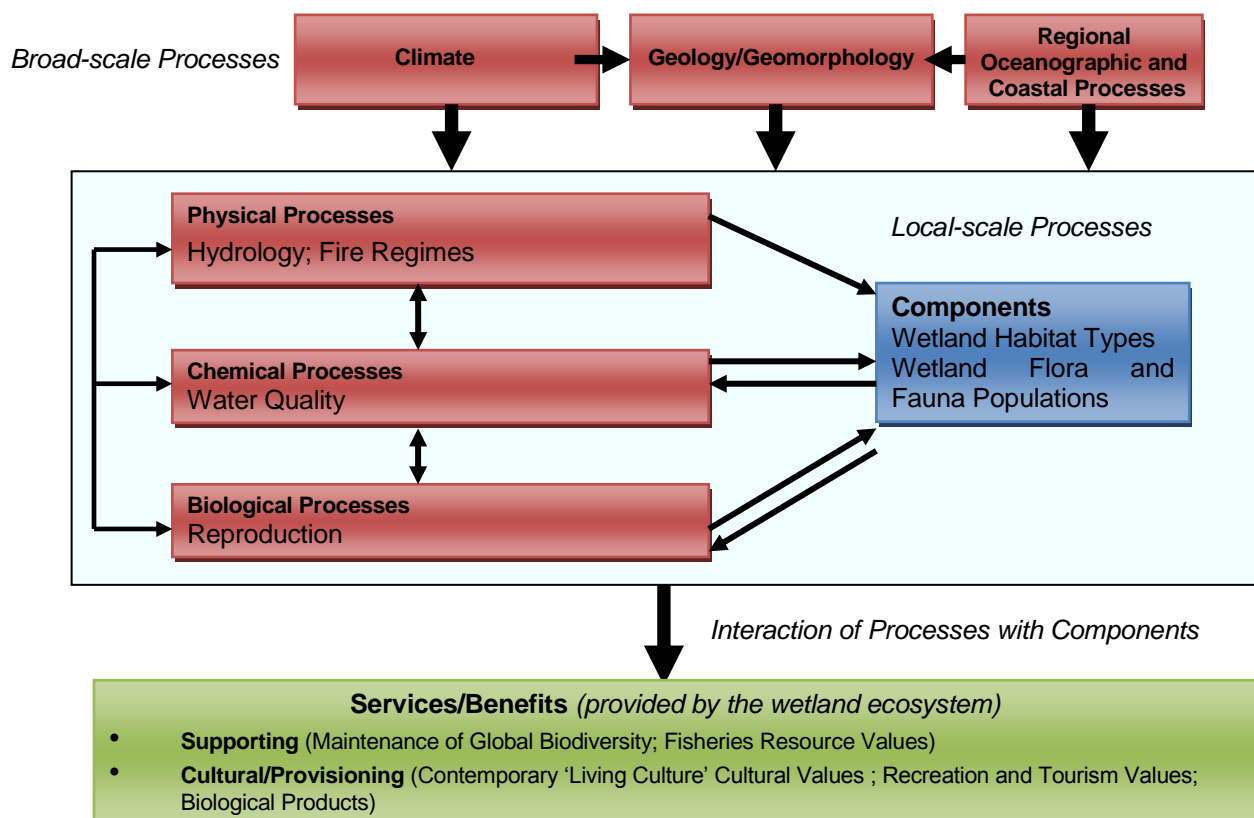 Broad-scale Processes
Climate
Geology/Geomorphology
Regional
Oceanographic and
Coastal Processes
Physical Processes
Hydrology; Fire Regimes
Local-scale Processes
Components
Wetland Habitat Types
Wetland Flora and
Fauna Populations
Chemical Processes
Water Quality
Biological Processes
Reproduction
Interaction of Processes with Components
Services/Benefits (provided by the wetland ecosystem)
• Supporting (Maintenance of Global Biodiversity; Fisheries Resource Values)
• Cultural/Provisioning (Contemporary ‘Living Culture’ Cultural Values ; Recreation and Tourism Values;
Biological Products)